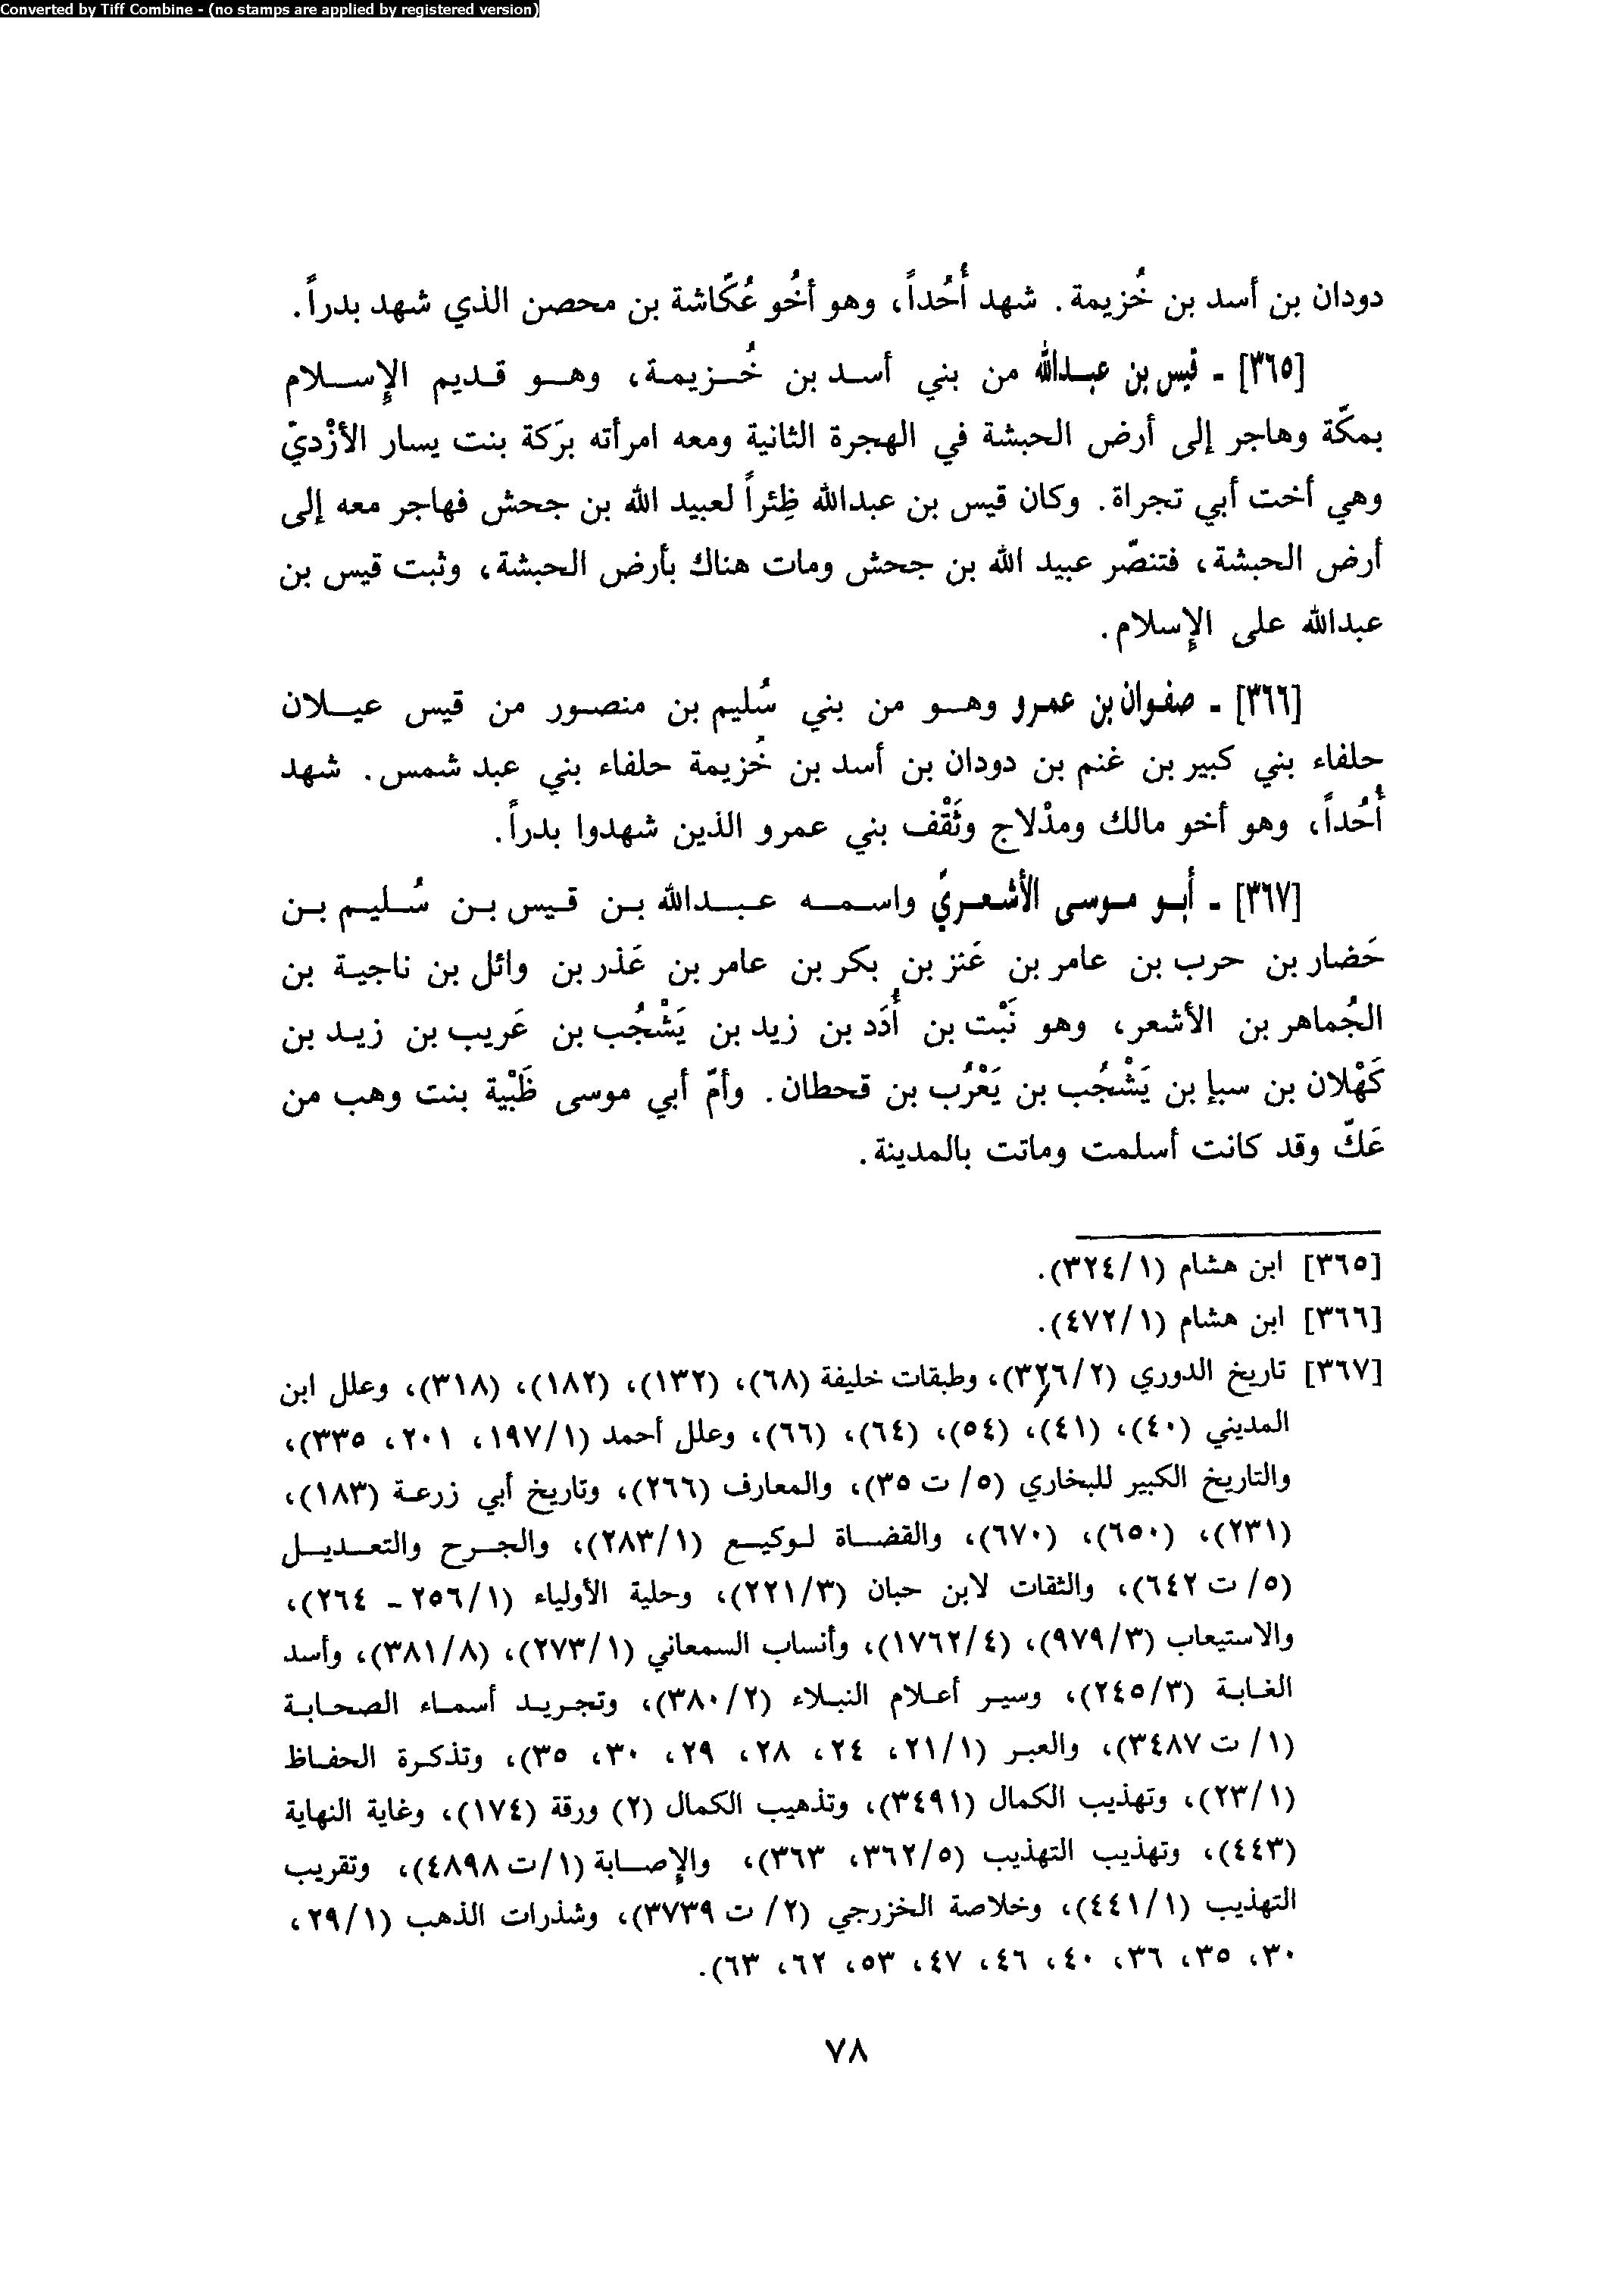 Converted by Tiff Combine - (no stamps are applied by registered version)
دودان بن أسد بن خُزيمة. شهد أُحُداً، وهو أخُو عُكّاشة بن محصن الذي شهد بدراً.
[٣٦٥] - قيس بن عبدالله من بني أسد بن خُزيمة، وهو قديم الإِسلام
بمكّة وهاجر إلى أرض الحبشة في الهجرة الثانية ومعه امرأته برَكة بنت يسار الأزْديّ
وهي أخت أبي تجراة. وكان قيس بن عبدالله ظِئراً لعبيد الله بن جحش فهاجر معه إلى
أرض الحبشة، فتنصّر عبيد الله بن جحش ومات هناك بأرض الحبشة، وثبت قيس بن
عبدالله على الإِسلام.
[٣٦٦] - صفوان بن عمرو وهو من بني سُليم بن منصور من قيس عيلان
حلفاء بني كبير بن غنم بن دودان بن أسد بن خُزيمة حلفاء بني عبد شمس. شهد
أُحُداً، وهو أخو مالك ومذْلاج وثَقْف بني عمرو الذين شهدوا بدراً.
[٣٦٧] - أبو موسى الأشعريّ واسمه عبدالله بن قيس بن سُليم بن
حَضار بن حرب بن عامر بن عَنز بن بكر بن عامر بن عَذر بن وائل بن ناجية بن
الجُماهر بن الأشعر، وهو نَبْت بن أُدَد بن زيد بن يَشْجُب بن عَريب بن زيد بن
كَهْلان بن سبإ بن يَشْجُب بن يَعْرُب بن قحطان. وأمّ أبي موسى ظَبْية بنت وهب من
عَكّ وقد كانت أسلمت وماتت بالمدينة.
[٣٦٥] ابن هشام (٣٢٤/١).
[٣٦٦] ابن هشام (٤٧٢/١).
[٣٦٧] تاريخ الدوري (٣٢٦/٢)، وطبقات خليفة (٦٨)، (١٣٢)، (١٨٢)، (٣١٨)، وعلل ابن
المديني (٤٠)، (٤١)، (٥٤)، (٦٤)، (٦٦)، وعلل أحمد (١٩٧/١، ٢٠١، ٣٣٥)،
والتاريخ الكبير للبخاري (٥/ ت ٣٥)، والمعارف (٢٦٦)، وتاريخ أبي زرعة (١٨٣)،
(٢٣١)، (٦٥٠)، (٦٧٠)، والقضاة لوكيع (٢٨٣/١)، والجرح والتعديل
(٥/ ت ٦٤٢)، والثقات لابن حبان (٢٢١/٣)، وحلية الأولياء (٢٥٦/١ - ٢٦٤)،
والاستيعاب (٩٧٩/٣)، (١٧٦٢/٤)، وأنساب السمعاني (٢٧٣/١)، (٣٨١/٨)، وأسد
الغابة (٢٤٥/٣)، وسير أعلام النبلاء (٣٨٠/٢)، وتجريد أسماء الصحابة
(١/ ت ٣٤٨٧)، والعبر (٢١/١، ٢٤، ٢٨، ٢٩، ٣٠، ٣٥)، وتذكرة الحفاظ
(٢٣/١)، وتهذيب الكمال (٣٤٩١)، وتذهيب الكمال (٢) ورقة (١٧٤)، وغاية النهاية
(٤٤٣)، وتهذيب التهذيب (٣٦٢/٥، ٣٦٣)، والإِصابة (١/ت ٤٨٩٨)، وتقريب
التهذيب (٤٤١/١)، وخلاصة الخزرجي (٢/ ت ٣٧٣٩)، وشذرات الذهب (٢٩/١،
٣٠، ٣٥، ٣٦، ٤٠، ٤٦، ٤٧، ٥٣، ٦٢، ٦٣).
٧٨